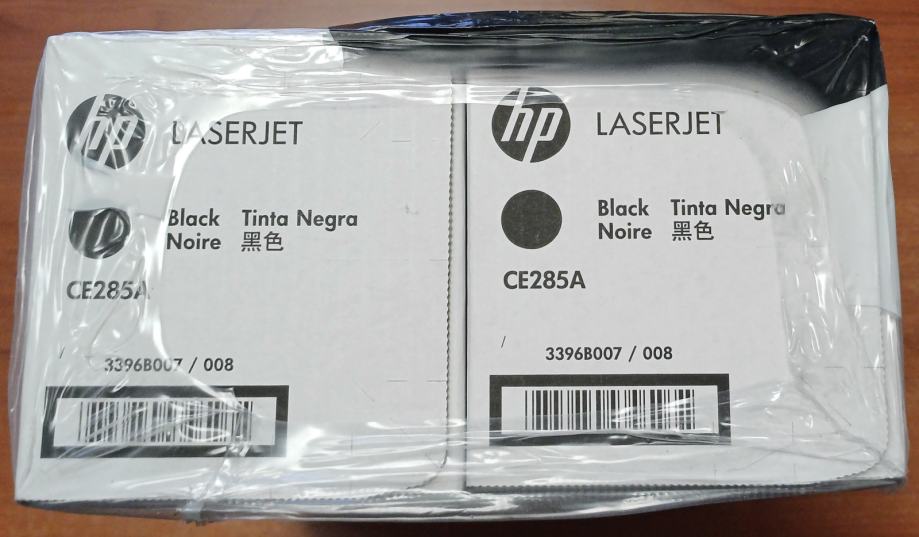 hp LASERJET
Black Tinta Negra
Noire 黑色
CE285A
3396B007 / 008
hp LASERJET
Black Tinta Negra
Noire 黑色
CE285A
3396B007 / 008